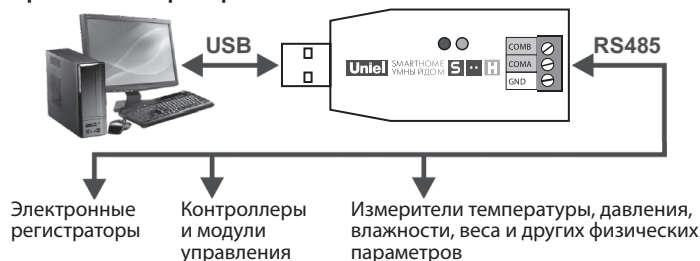 USB
RS485
COMB
COMA
GND
Uniel SMARTHOME S·· H
УМНЫЙ ДОМ
Электронные
регистраторы
Контроллеры
и модули
управления
Измерители температуры, давления,
влажности, веса и других физических
параметров